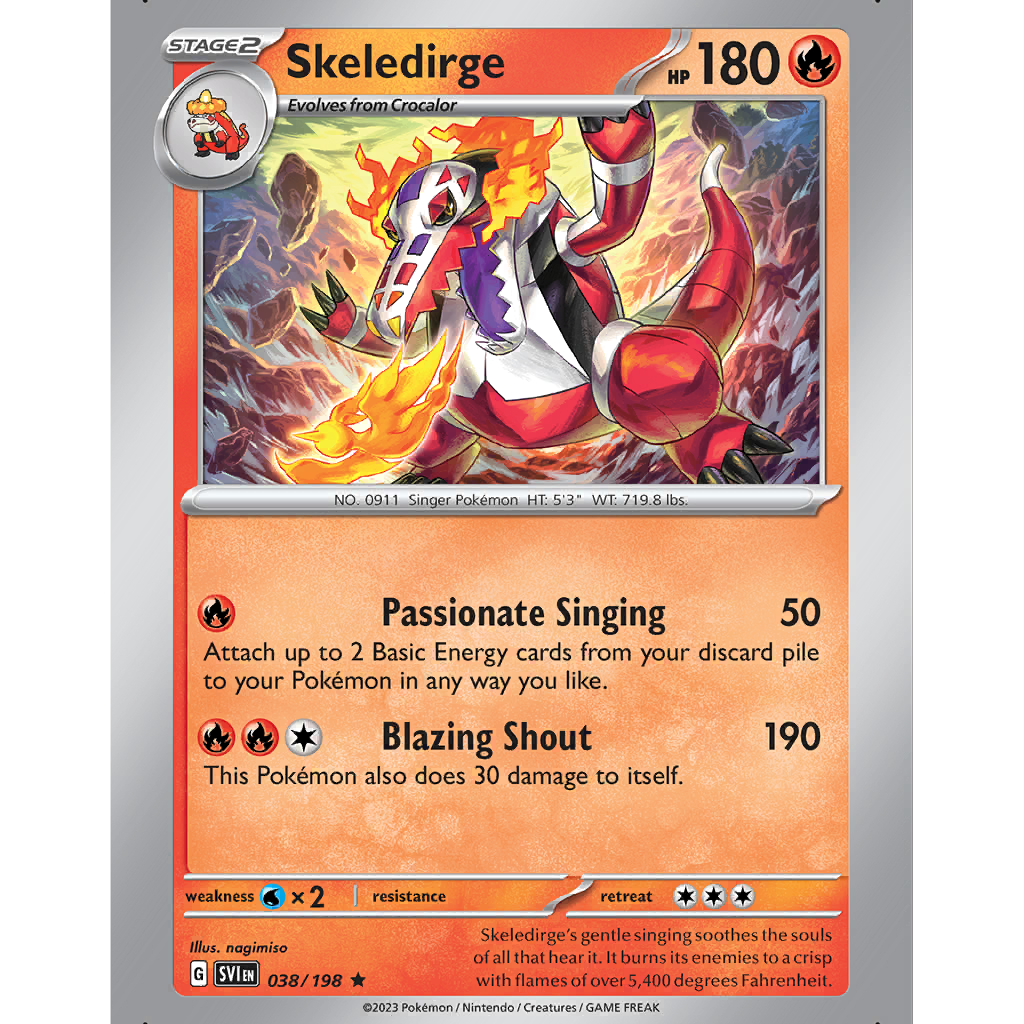 STAGE2
Skeledirge
HP 180
Evolves from Crocalor
NO. 0911 Singer Pokémon HT: 5'3" WT: 719.8 lbs.
Passionate Singing 50
Attach up to 2 Basic Energy cards from your discard pile
to your Pokémon in any way you like.
Blazing Shout 190
This Pokémon also does 30 damage to itself.
weakness ×2 | resistance retreat
Illus. nagimiso
Skeledirge's gentle singing soothes the souls
of all that hear it. It burns its enemies to a crisp
with flames of over 5,400 degrees Fahrenheit.
G SVI EN 038/198 ★
©2023 Pokémon / Nintendo / Creatures / GAME FREAK